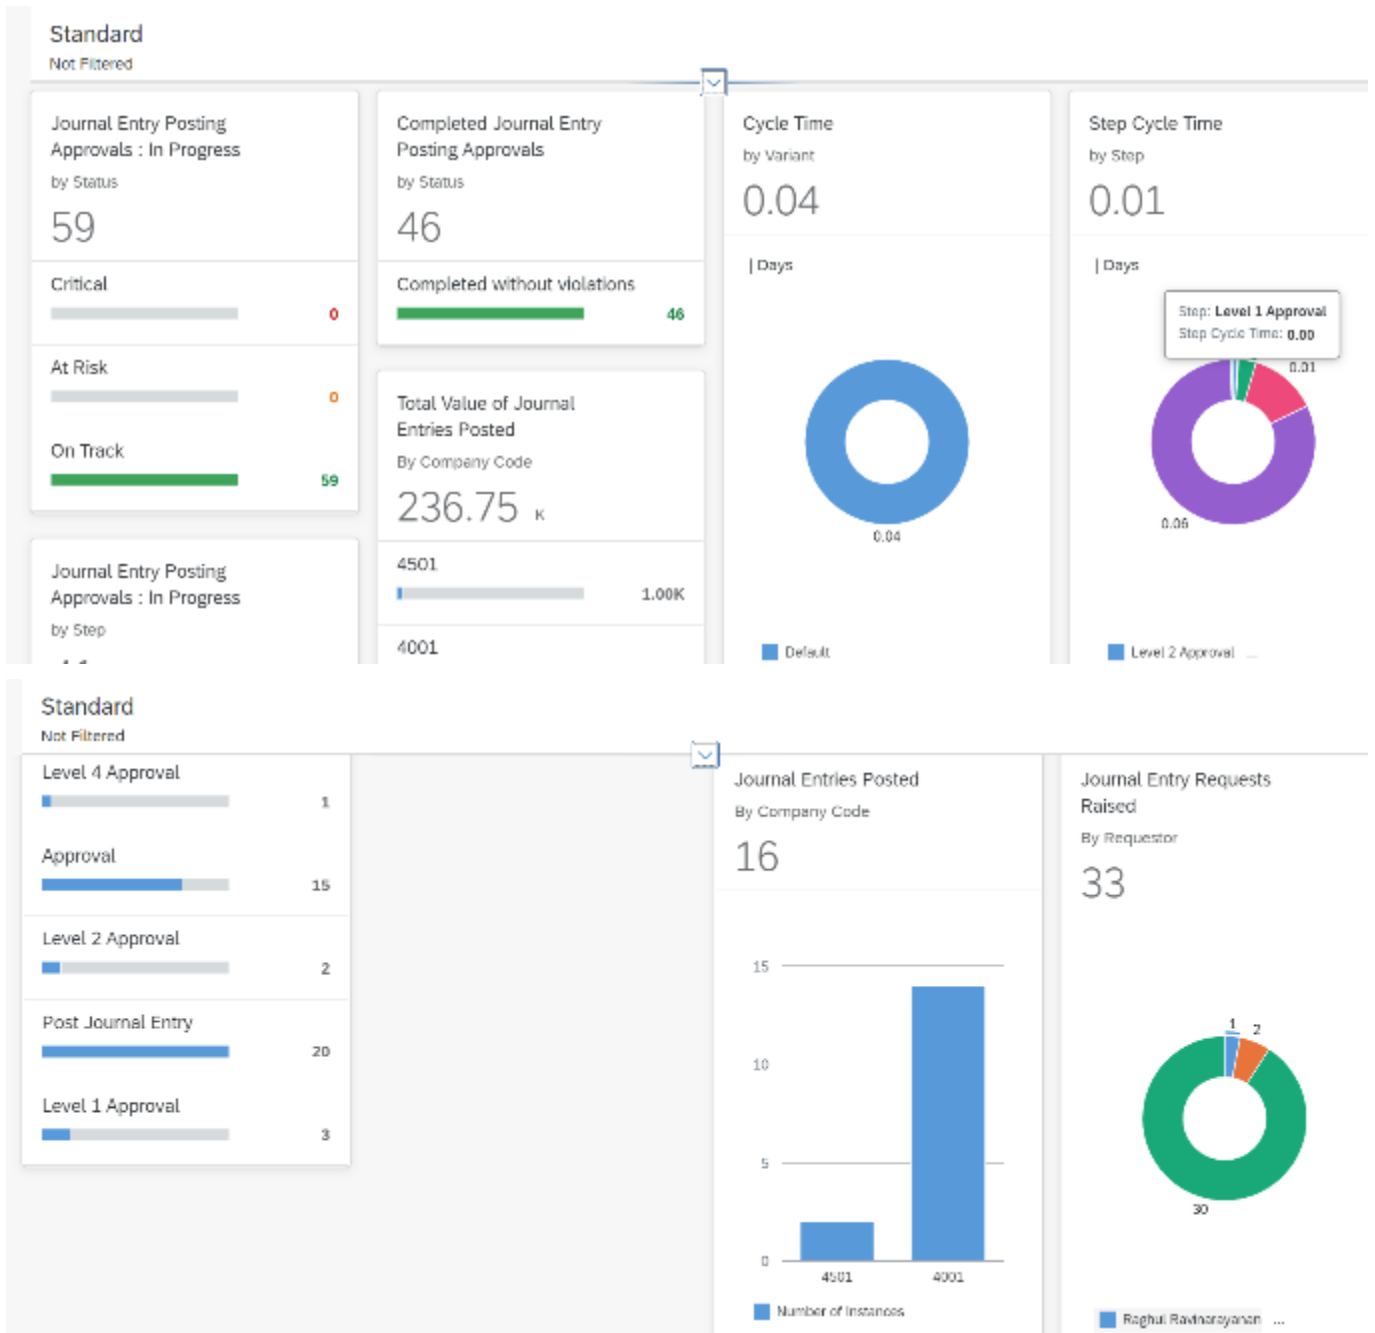 Standard
Not Filtered
Journal Entry Posting
Approvals : In Progress
by Status
59
Critical
0
At Risk
0
On Track
59
Journal Entry Posting
Approvals : In Progress
by Step
Completed Journal Entry
Posting Approvals
by Status
46
Completed without violations
46
Total Value of Journal
Entries Posted
By Company Code
236.75 K
4501
1.00K
4001
Cycle Time
by Variant
0.04
| Days
0.04
Default
Step Cycle Time
by Step
0.01
| Days
Step: Level 1 Approval
Step Cycle Time: 0.00
0.01
0.06
Level 2 Approval ...
Standard
Not Filtered
Level 4 Approval
1
Approval
15
Level 2 Approval
2
Post Journal Entry
20
Level 1 Approval
3
Journal Entries Posted
By Company Code
16
15
10
5
0
4501 4001
Number of Instances
Journal Entry Requests
Raised
By Requestor
33
1 2
30
Raghul Ravinarayanan ...